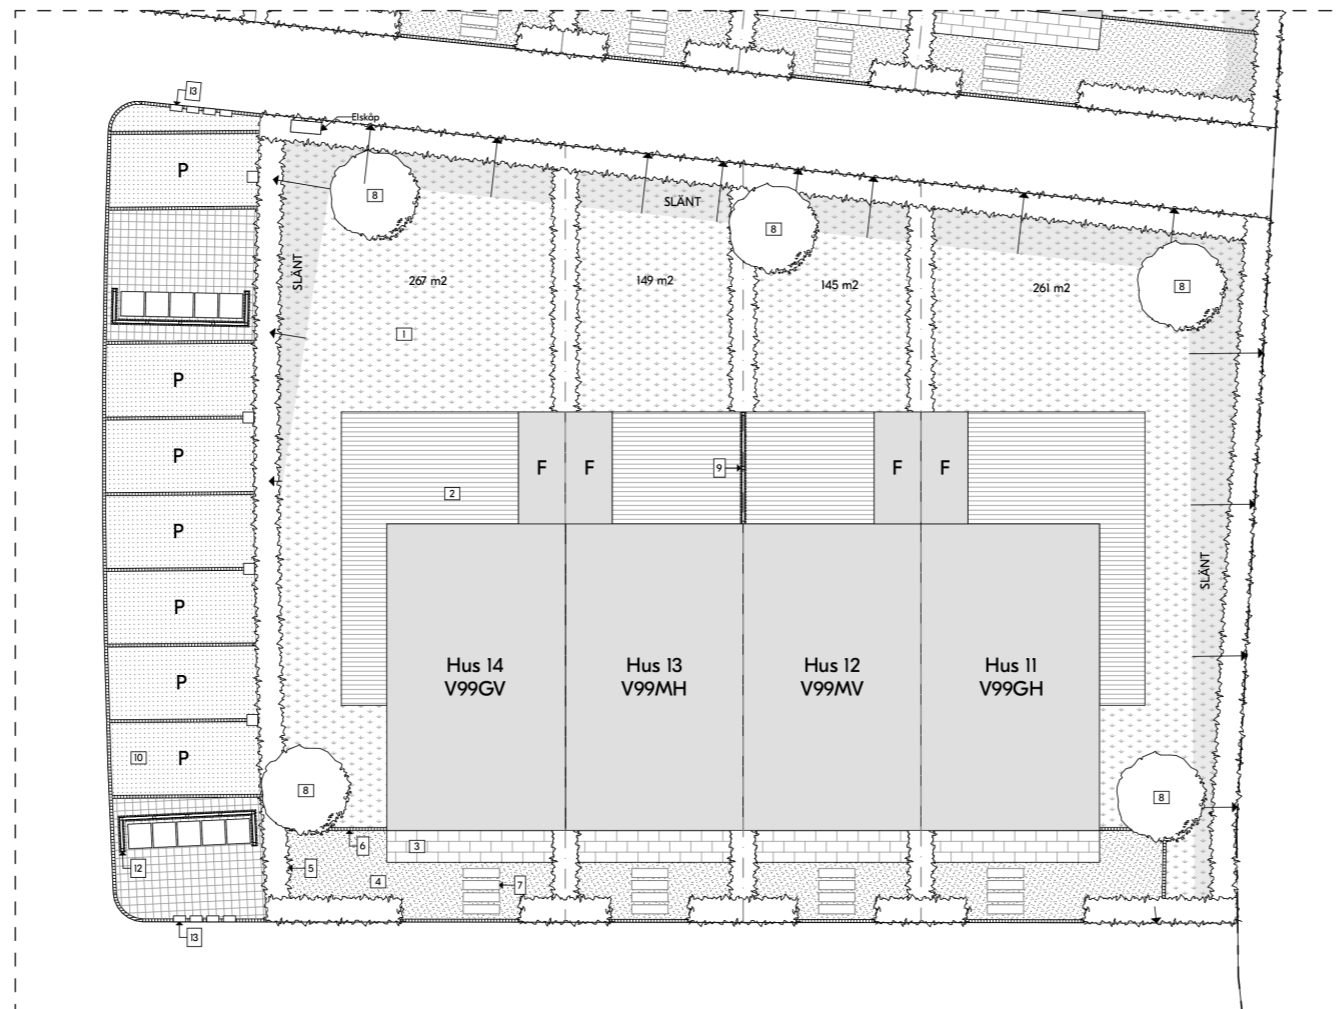 13
Elskåp
P
8
SLÄNT
8
8
SLÄNT
267 m2
149 m2
145 m2
261 m2
1
P
P
F
F
9
F
F
2
P
SLÄNT
P
Hus 14
V99GV
Hus 13
V99MH
Hus 12
V99MV
Hus 11
V99GH
P
10
P
8
8
6
3
12
5
4
7
13